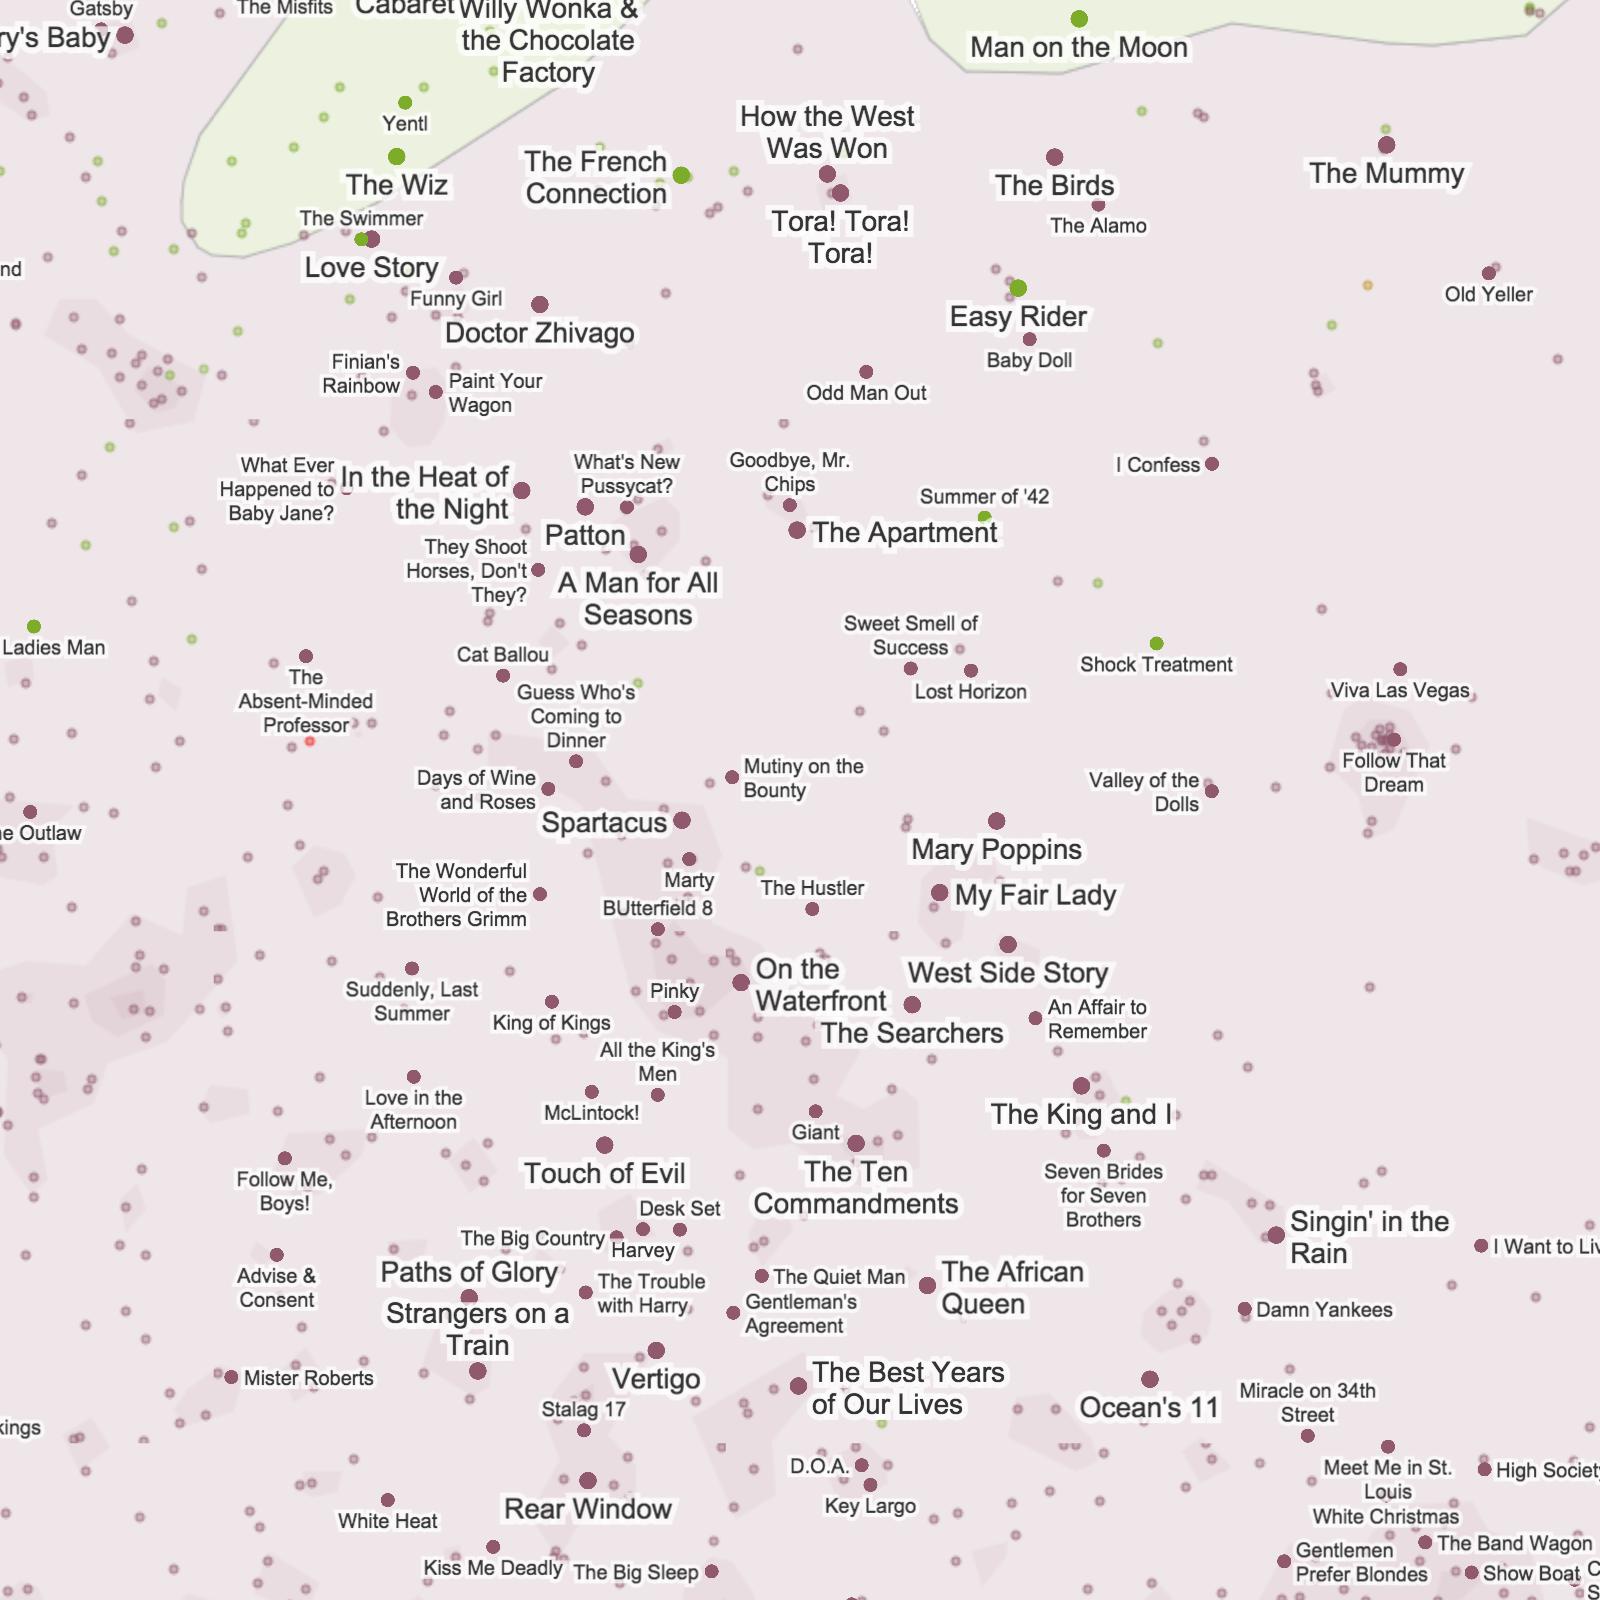 Gatsby
The Misfits
Cabaret
Willy Wonka &
the Chocolate
Factory
ry's Baby
Man on the Moon
Yentl
The Wiz
The French
Connection
How the West
Was Won
Tora! Tora!
Tora!
The Birds
The Alamo
The Mummy
The Swimmer
Love Story
nd
Funny Girl
Doctor Zhivago
Easy Rider
Baby Doll
Old Yeller
Finian's
Rainbow
Paint Your
Wagon
Odd Man Out
What Ever
Happened to
Baby Jane?
In the Heat of
the Night
What's New
Pussycat?
Patton
Goodbye, Mr.
Chips
The Apartment
Summer of '42
I Confess
They Shoot
Horses, Don't
They?
A Man for All
Seasons
Ladies Man
The
Absent-Minded
Professor
Cat Ballou
Guess Who's
Coming to
Dinner
Sweet Smell of
Success
Lost Horizon
Shock Treatment
Viva Las Vegas
Follow That
Dream
Days of Wine
and Roses
Mutiny on the
Bounty
Valley of the
Dolls
e Outlaw
Spartacus
Mary Poppins
Marty
The Wonderful
World of the
Brothers Grimm
BUtterfield 8
The Hustler
My Fair Lady
West Side Story
On the
Waterfront
Suddenly, Last
Summer
King of Kings
Pinky
The Searchers
An Affair to
Remember
All the King's
Men
McLintock!
Love in the
Afternoon
The King and I
Giant
The Ten
Commandments
Touch of Evil
Follow Me,
Boys!
Seven Brides
for Seven
Brothers
Desk Set
The Big Country
Harvey
Singin' in the
Rain
I Want to Liv
Advise &
Consent
Paths of Glory
The Trouble
with Harry
The Quiet Man
Gentleman's
Agreement
The African
Queen
Damn Yankees
Strangers on a
Train
Mister Roberts
Vertigo
The Best Years
of Our Lives
Ocean's 11
Miracle on 34th
Street
kings
Stalag 17
D.O.A.
Key Largo
Meet Me in St.
Louis
High Society
Rear Window
White Heat
White Christmas
Kiss Me Deadly
The Big Sleep
Gentlemen
Prefer Blondes
The Band Wagon
Show Boat
C
S